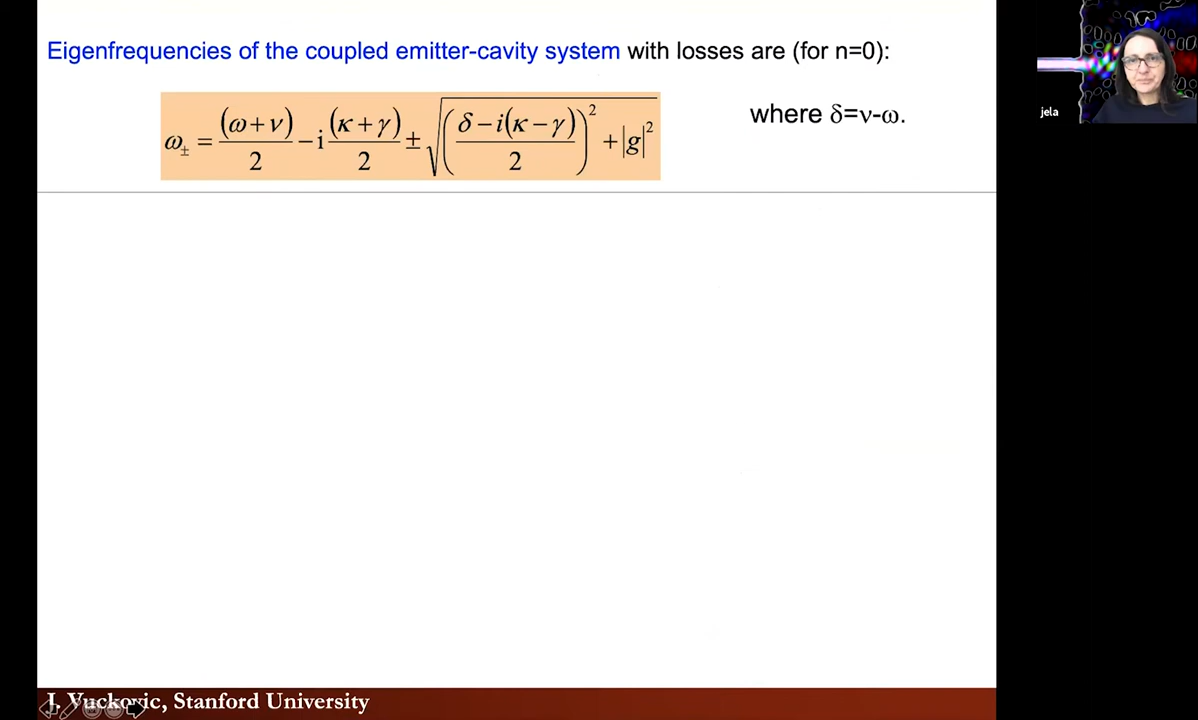 Eigenfrequencies of the coupled emitter-cavity system with losses are (for n=0):
ω± = (ω+ν)/2 − i (κ+γ)/2 ± √(((δ−i(κ−γ))/2)² + |g|²)
where δ=ν-ω.
jela
J. Vuckovic, Stanford University